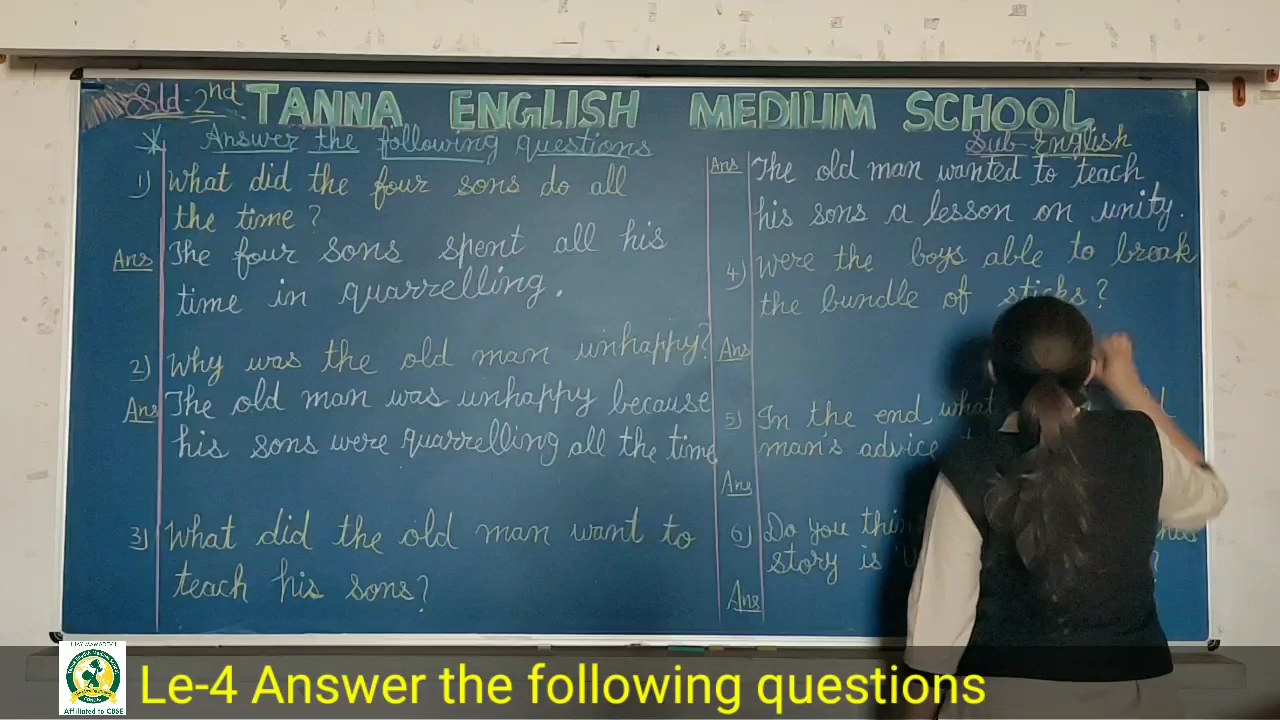 Std-2nd
TANNA ENGLISH MEDIUM SCHOOL
Sub English
Answer the following questions
1) What did the four sons do all
the time?
Ans The four sons spent all his
time in quarrelling.
2) Why was the old man unhappy?
Ans The old man was unhappy because
his sons were quarrelling all the time
3) What did the old man want to
teach his sons?
Ans The old man wanted to teach
his sons a lesson on unity.
4) Were the boys able to break
the bundle of sticks?
Ans
5) In the end, what
man's advice
Ans
6) Do you
story is
Ans
Affiliated to CBSE
Le-4 Answer the following questions